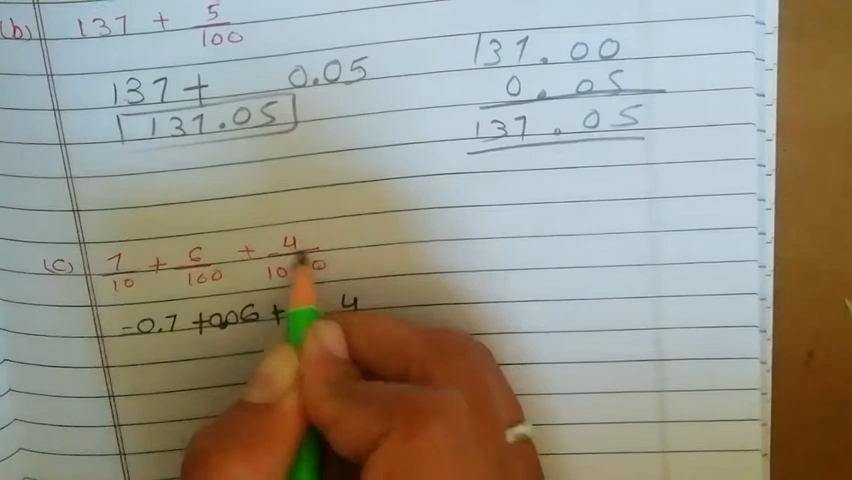 (b) 137 + 5/100
137 + 0.05
137.05
137.00
0.05
137.05
(c) 7/10 + 6/100 + 4/1000
=0.7 + 0.06 + 4